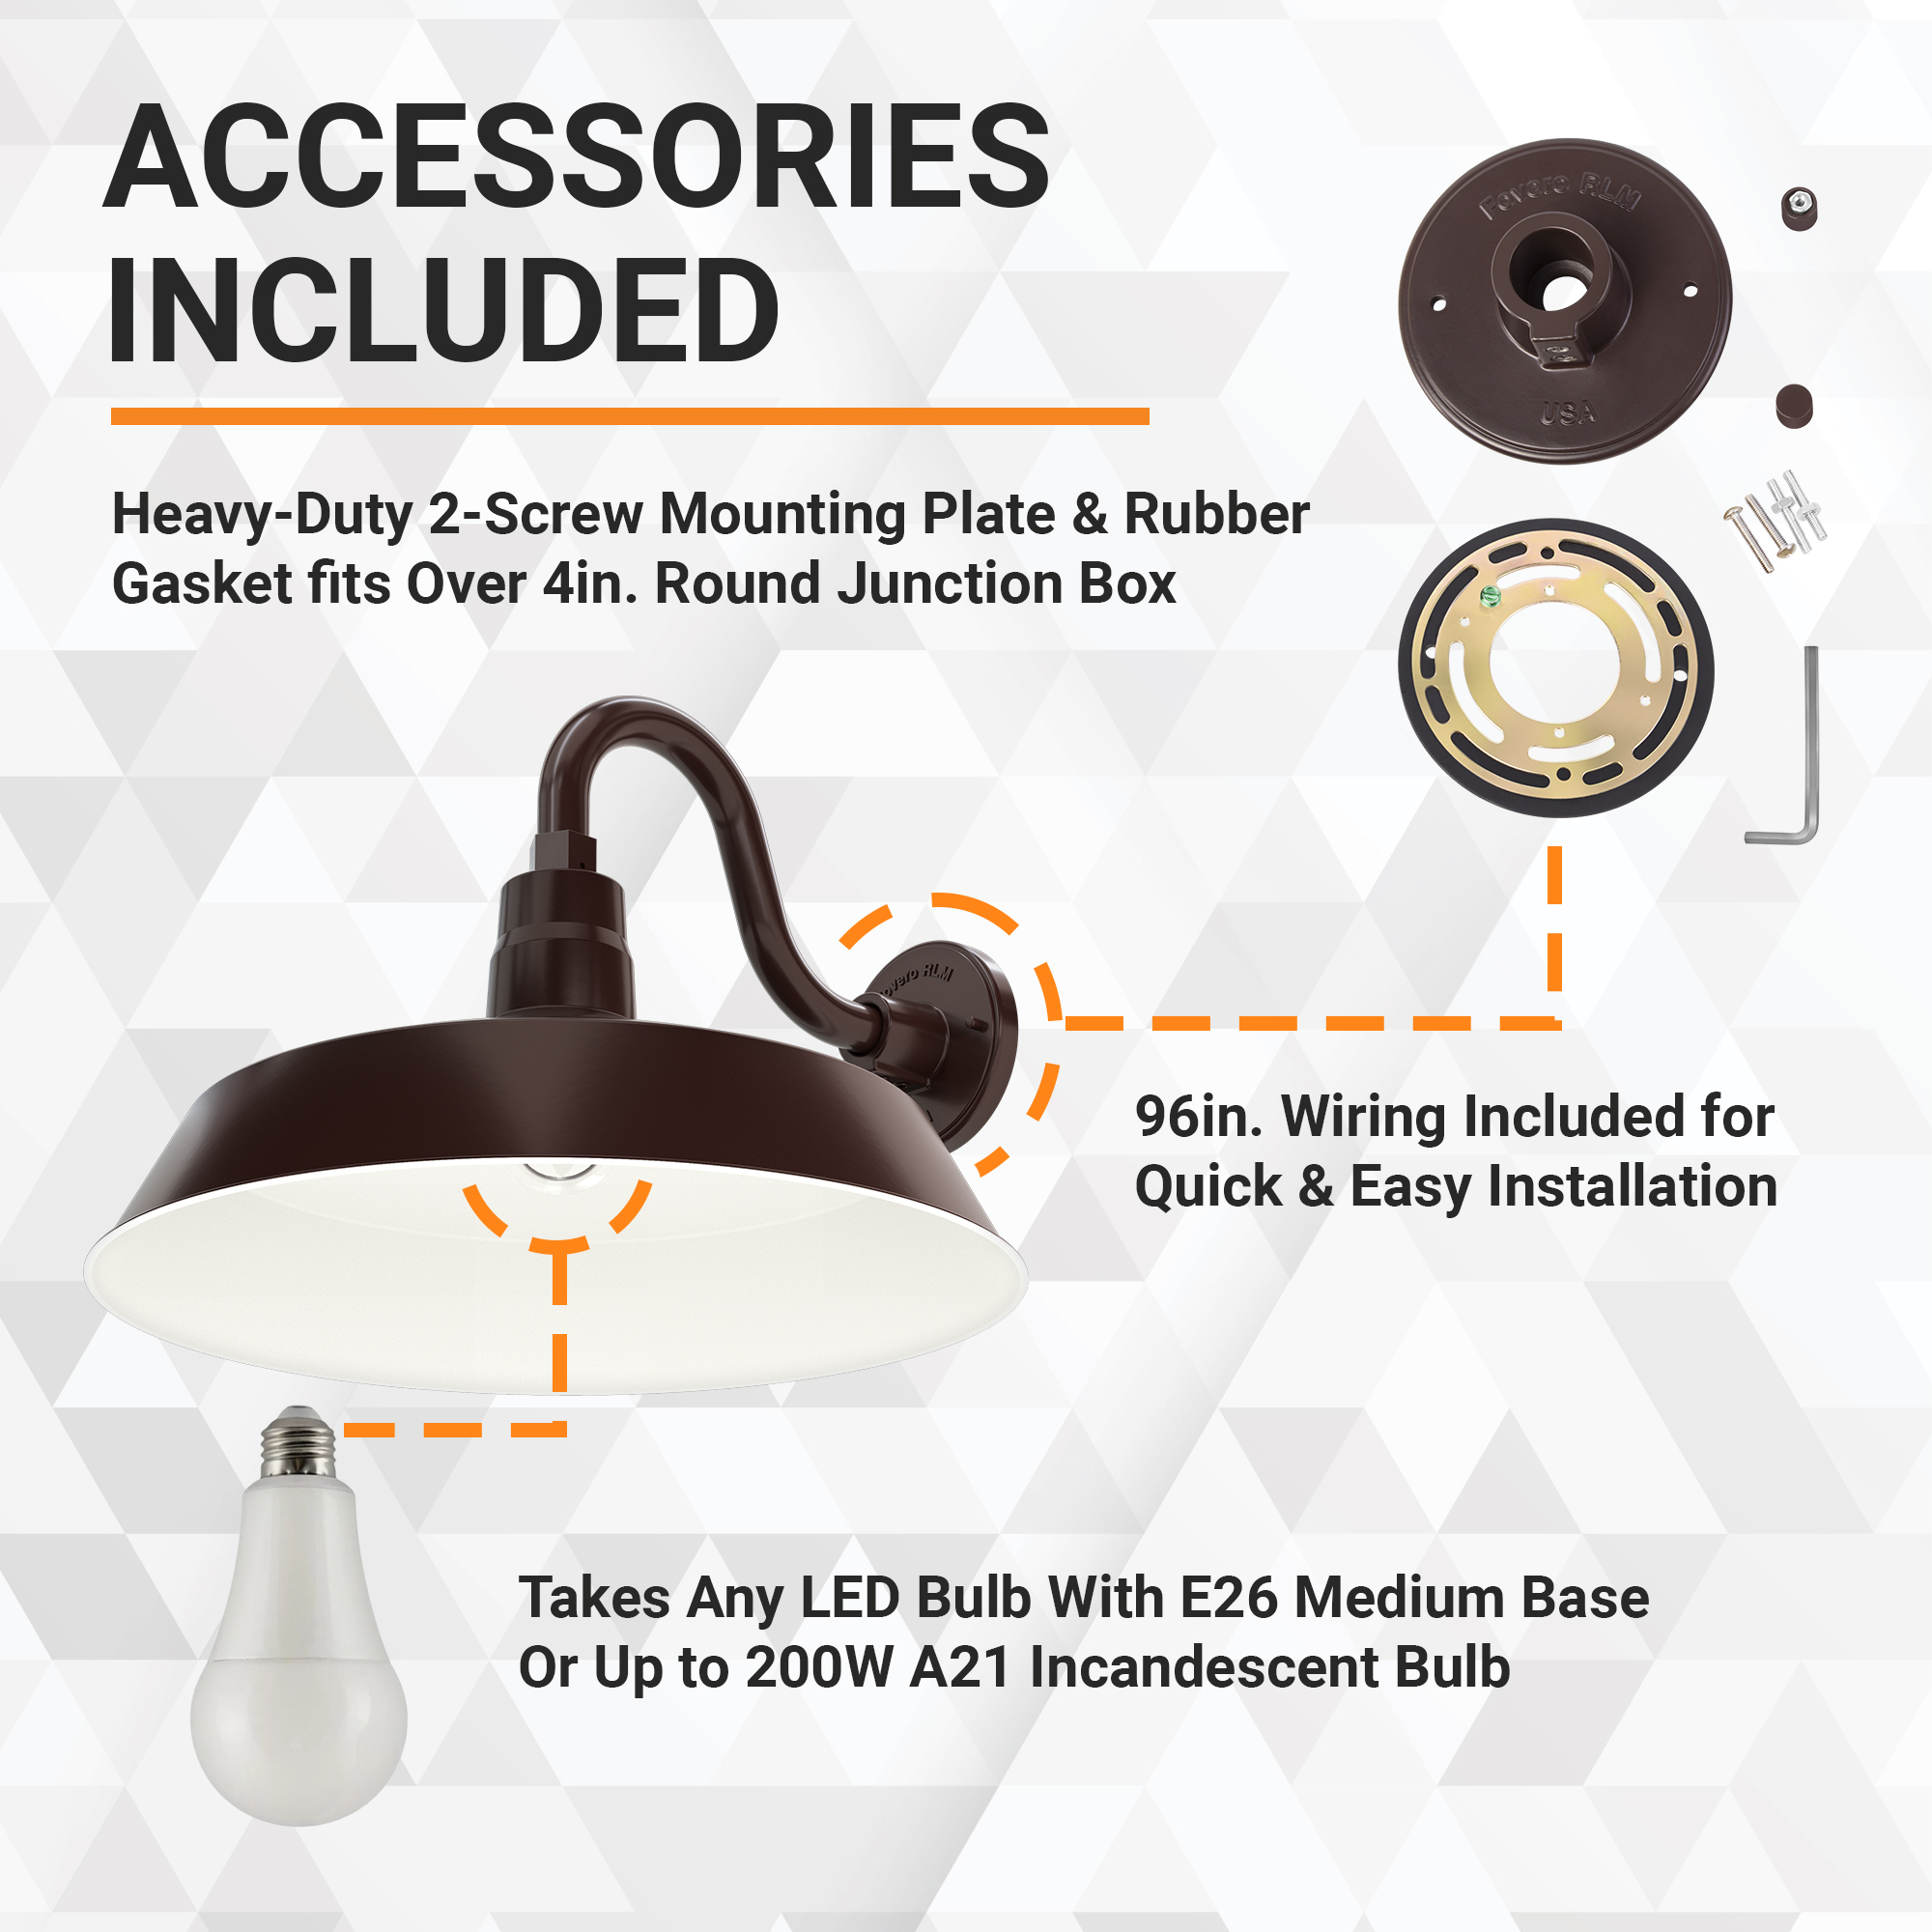 ACCESSORIES
INCLUDED
Heavy-Duty 2-Screw Mounting Plate & Rubber
Gasket fits Over 4in. Round Junction Box
Fovero RLM
USA
overo RLM
96in. Wiring Included for
Quick & Easy Installation
Takes Any LED Bulb With E26 Medium Base
Or Up to 200W A21 Incandescent Bulb